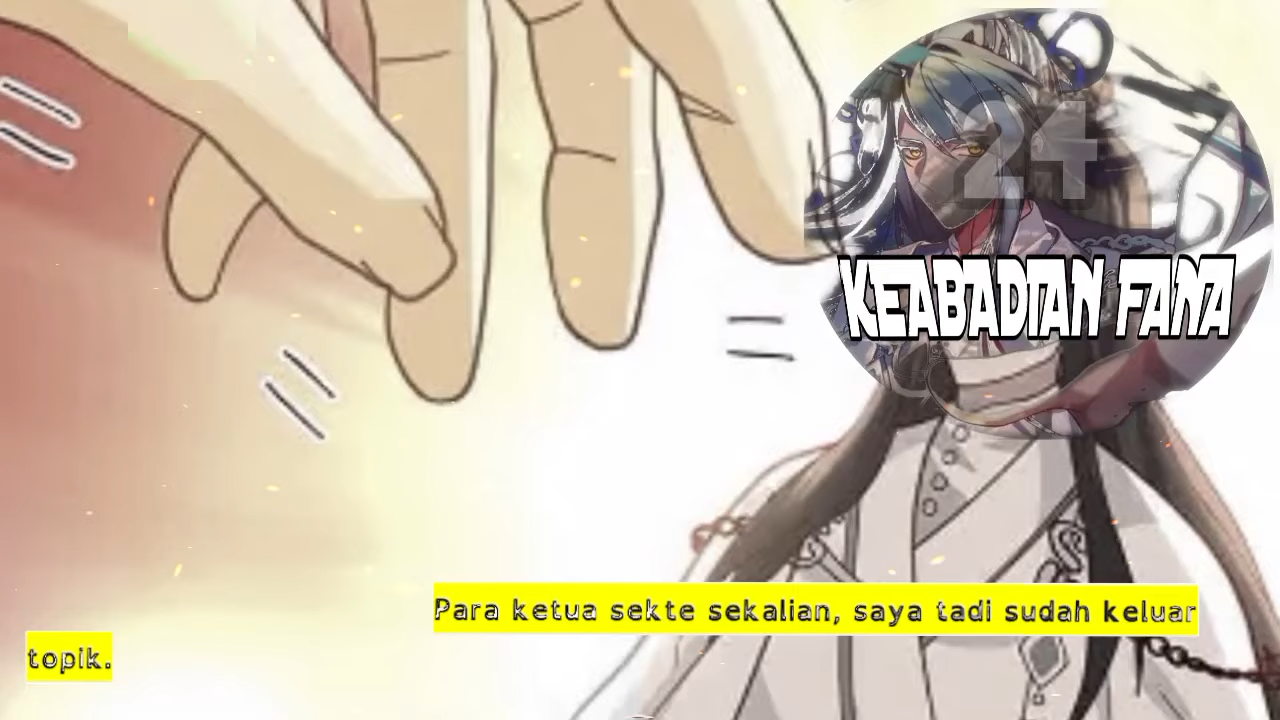 24
KEABADIAN FANA
Para ketua sekte sekalian, saya tadi sudah keluar
topik.